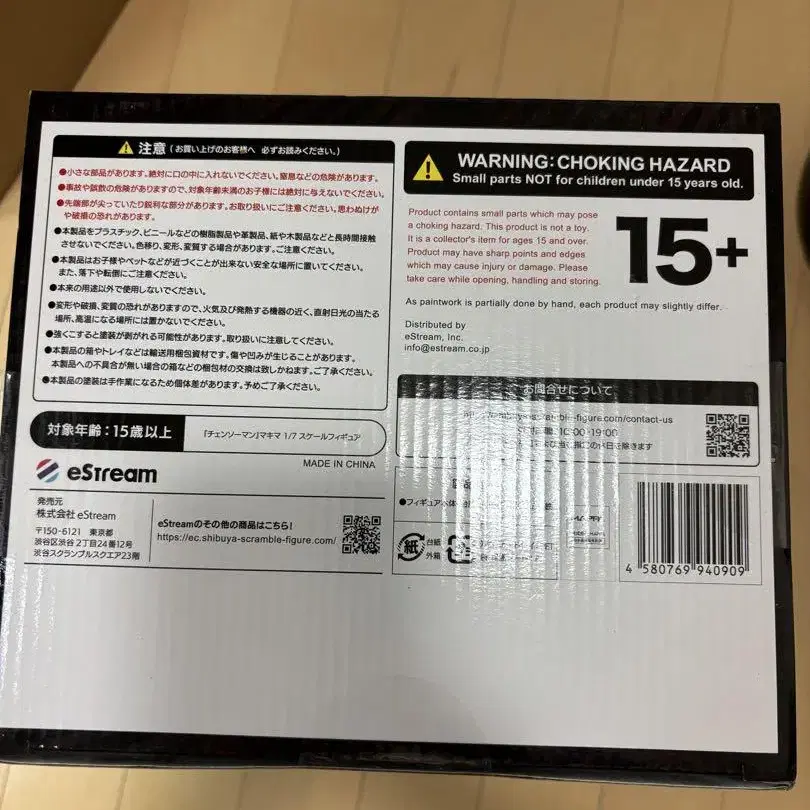 注意（お買い上げのお客様へ 必ずお読みください。）
●小さな部品があります。絶対に口の中に入れないでください。窒息などの危険があります。
●事故や誤飲の危険がありますので、対象年齢未満のお子様には絶対に与えないでください。
●先端部が尖っていたり鋭利な部分があります。お取り扱いにご注意ください。思わぬけがや破損の恐れがあります。
●本製品をプラスチック、ビニールなどの樹脂製品や革製品、紙や木製品などと長時間接触
させないでください。色移り、変形、変質する場合があります。ご注意ください。
●本製品はお子様やペットなどが近づくことが出来ない安全な場所に置いてください。
また、落下や転倒にご注意ください。
●本来の用途以外で使用しないでください。
●変形や破損、変質の恐れがありますので、火気及び発熱する機器の近く、直射日光の当たる
場所、高温になる場所には置かないでください。
●強くこすると塗装が剥がれる可能性があります。取り扱いに注意してください。
●本製品の箱やトレイなどは輸送用梱包資材です。傷や凹みが生じることがあります。
本製品への不具合が無い場合の箱などの梱包材の交換は致しかねます。ご了承ください。
●本製品の塗装は手作業になるため個体差があります。予めご了承ください。
対象年齢：15歳以上
『チェンソーマン』マキマ 1/7 スケールフィギュア
MADE IN CHINA
eStream
発売元
株式会社 eStream
〒150-6121 東京都
渋谷区渋谷 2丁目24番12号
渋谷スクランブルスクエア23階
eStreamのその他の商品はこちら！
https://ec.shibuya-scramble-figure.com/
WARNING: CHOKING HAZARD
Small parts NOT for children under 15 years old.
Product contains small parts which may pose
a choking hazard. This product is not a toy.
It is a collector's item for ages 15 and over.
Product may have sharp points and edges
which may cause injury or damage. Please
take care while opening, handling and storing.
15+
As paintwork is partially done by hand, each product may slightly differ.
Distributed by
eStream, Inc.
info@estream.co.jp
お問合せについて
ble-figure.com/contact-us
10:00-19:00
日を除きます
●フィギュア本体
紙
台紙
外箱
4 580769 940909